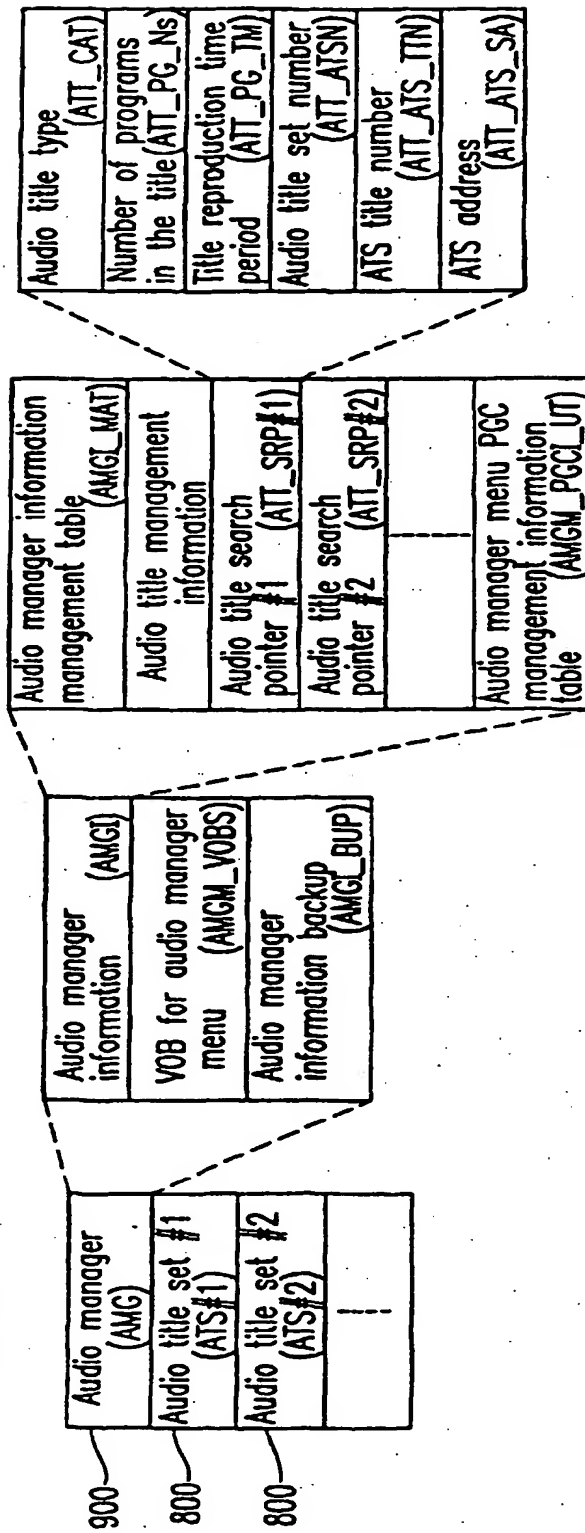 900
Audio manager
(AMG)
800
Audio title set #1
(ATS#1)
800
Audio title set #2
(ATS#2)
Audio manager
information (AMGI)
VOB for audio manager
menu (AMGM_VOBS)
Audio manager
information backup
(AMGI_BUP)
Audio manager information
management table
(AMGI_MAT)
Audio title management
information
Audio title search
pointer #1 (ATT_SRP#1)
Audio title search
pointer #2 (ATT_SRP#2)
Audio manager menu PGC
management information
table (AMGM_PGCI_UT)
Audio title type
(ATT_CAT)
Number of programs
in the title(ATT_PG_Ns)
Title reproduction time
period (ATT_PG_TM)
Audio title set number
(ATT_ATSN)
ATS title number
(ATT_ATS_TTN)
ATS address
(ATT_ATS_SA)